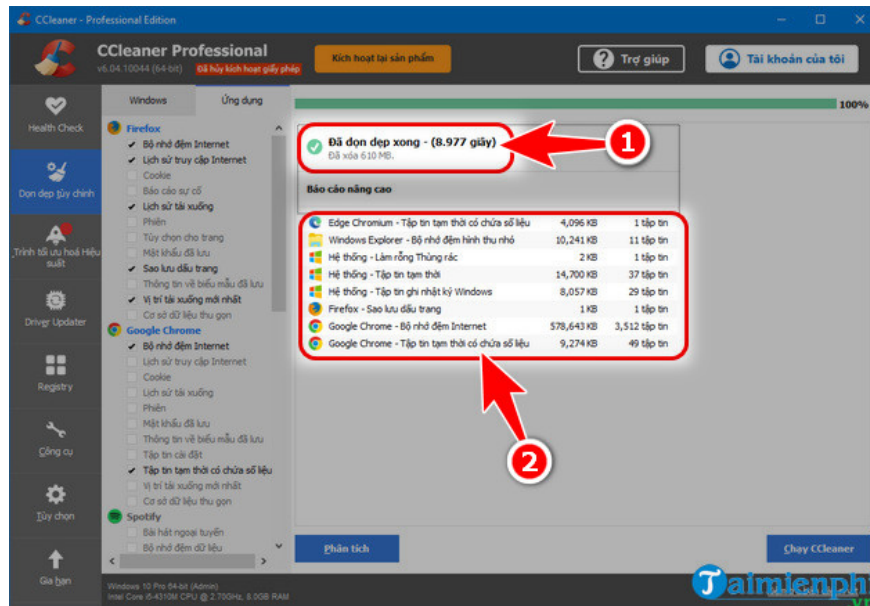 CCleaner - Professional Edition
CCleaner Professional
v6.04.10044 (64-bit) Đã hủy kích hoạt giấy phép
Kích hoạt lại sản phẩm
Trợ giúp
Tài khoản của tôi
Health Check
Dọn dẹp tùy chỉnh
Trình tối ưu hoá Hiệu suất
Driver Updater
Registry
Công cụ
Tùy chọn
Gia hạn
Windows
Ứng dụng
Firefox
Bộ nhớ đệm Internet
Lịch sử truy cập Internet
Cookie
Báo cáo sự cố
Lịch sử tải xuống
Phiên
Tùy chọn cho trang
Mật khẩu đã lưu
Sao lưu dấu trang
Thông tin về biểu mẫu đã lưu
Vị trí tải xuống mới nhất
Cơ sở dữ liệu thu gọn
Google Chrome
Bộ nhớ đệm Internet
Lịch sử truy cập Internet
Cookie
Lịch sử tải xuống
Phiên
Mật khẩu đã lưu
Thông tin về biểu mẫu đã lưu
Tập tin cài đặt
Tập tin tạm thời có chứa số liệu
Vị trí tải xuống mới nhất
Cơ sở dữ liệu thu gọn
Spotify
Bài hát ngoại tuyến
Bộ nhớ đệm dữ liệu
100%
Đã dọn dẹp xong - (8.977 giây)
Đã xóa 610 MB.
1
Báo cáo nâng cao
Edge Chromium - Tập tin tạm thời có chứa số liệu 4,096 KB 1 tập tin
Windows Explorer - Bộ nhớ đệm hình thu nhỏ 10,241 KB 11 tập tin
Hệ thống - Làm rỗng Thùng rác 2 KB 1 tập tin
Hệ thống - Tập tin tạm thời 14,700 KB 37 tập tin
Hệ thống - Tập tin ghi nhật ký Windows 8,057 KB 29 tập tin
Firefox - Sao lưu dấu trang 1 KB 1 tập tin
Google Chrome - Bộ nhớ đệm Internet 578,643 KB 3,512 tập tin
Google Chrome - Tập tin tạm thời có chứa số liệu 9,274 KB 49 tập tin
2
Phân tích
Chạy CCleaner
Windows 10 Pro 64-bit (Admin)
Intel Core i5-4310M CPU @ 2.70GHz, 8.0GB RAM
Taimienphi
.vn